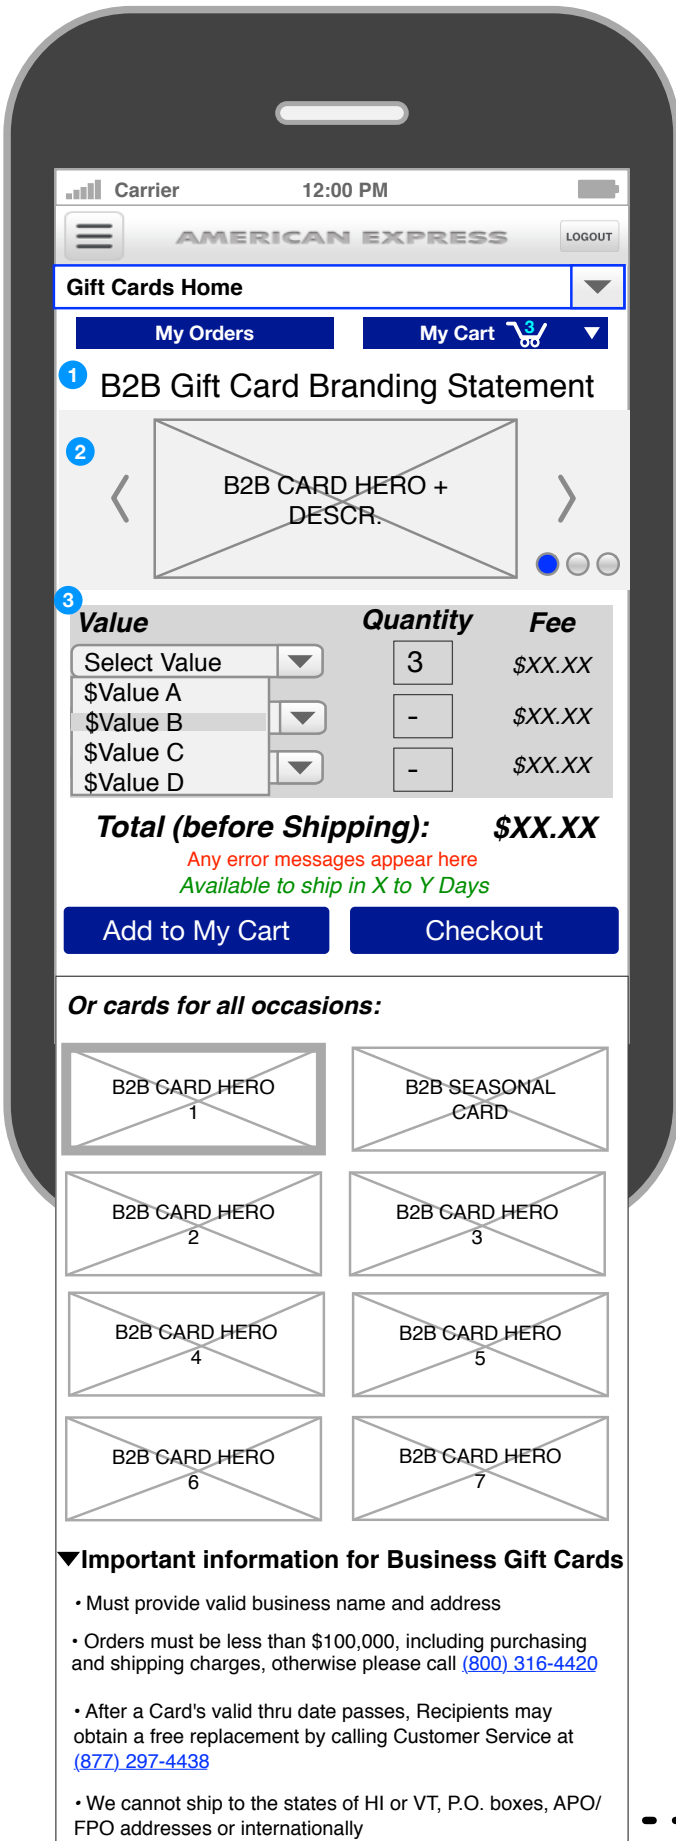 Carrier 12:00 PM
AMERICAN EXPRESS LOGOUT
Gift Cards Home
My Orders My Cart 3
1 B2B Gift Card Branding Statement
2
B2B CARD HERO +
DESCR.
3
Value Quantity Fee
Select Value 3 $XX.XX
$Value A
$Value B - $XX.XX
$Value C
$Value D - $XX.XX
Total (before Shipping): $XX.XX
Any error messages appear here
Available to ship in X to Y Days
Add to My Cart Checkout
Or cards for all occasions:
B2B CARD HERO
1
B2B SEASONAL
CARD
B2B CARD HERO
2
B2B CARD HERO
3
B2B CARD HERO
4
B2B CARD HERO
5
B2B CARD HERO
6
B2B CARD HERO
7
Important information for Business Gift Cards
• Must provide valid business name and address
• Orders must be less than $100,000, including purchasing
and shipping charges, otherwise please call (800) 316-4420
• After a Card's valid thru date passes, Recipients may
obtain a free replacement by calling Customer Service at
(877) 297-4438
• We cannot ship to the states of HI or VT, P.O. boxes, APO/
FPO addresses or internationally